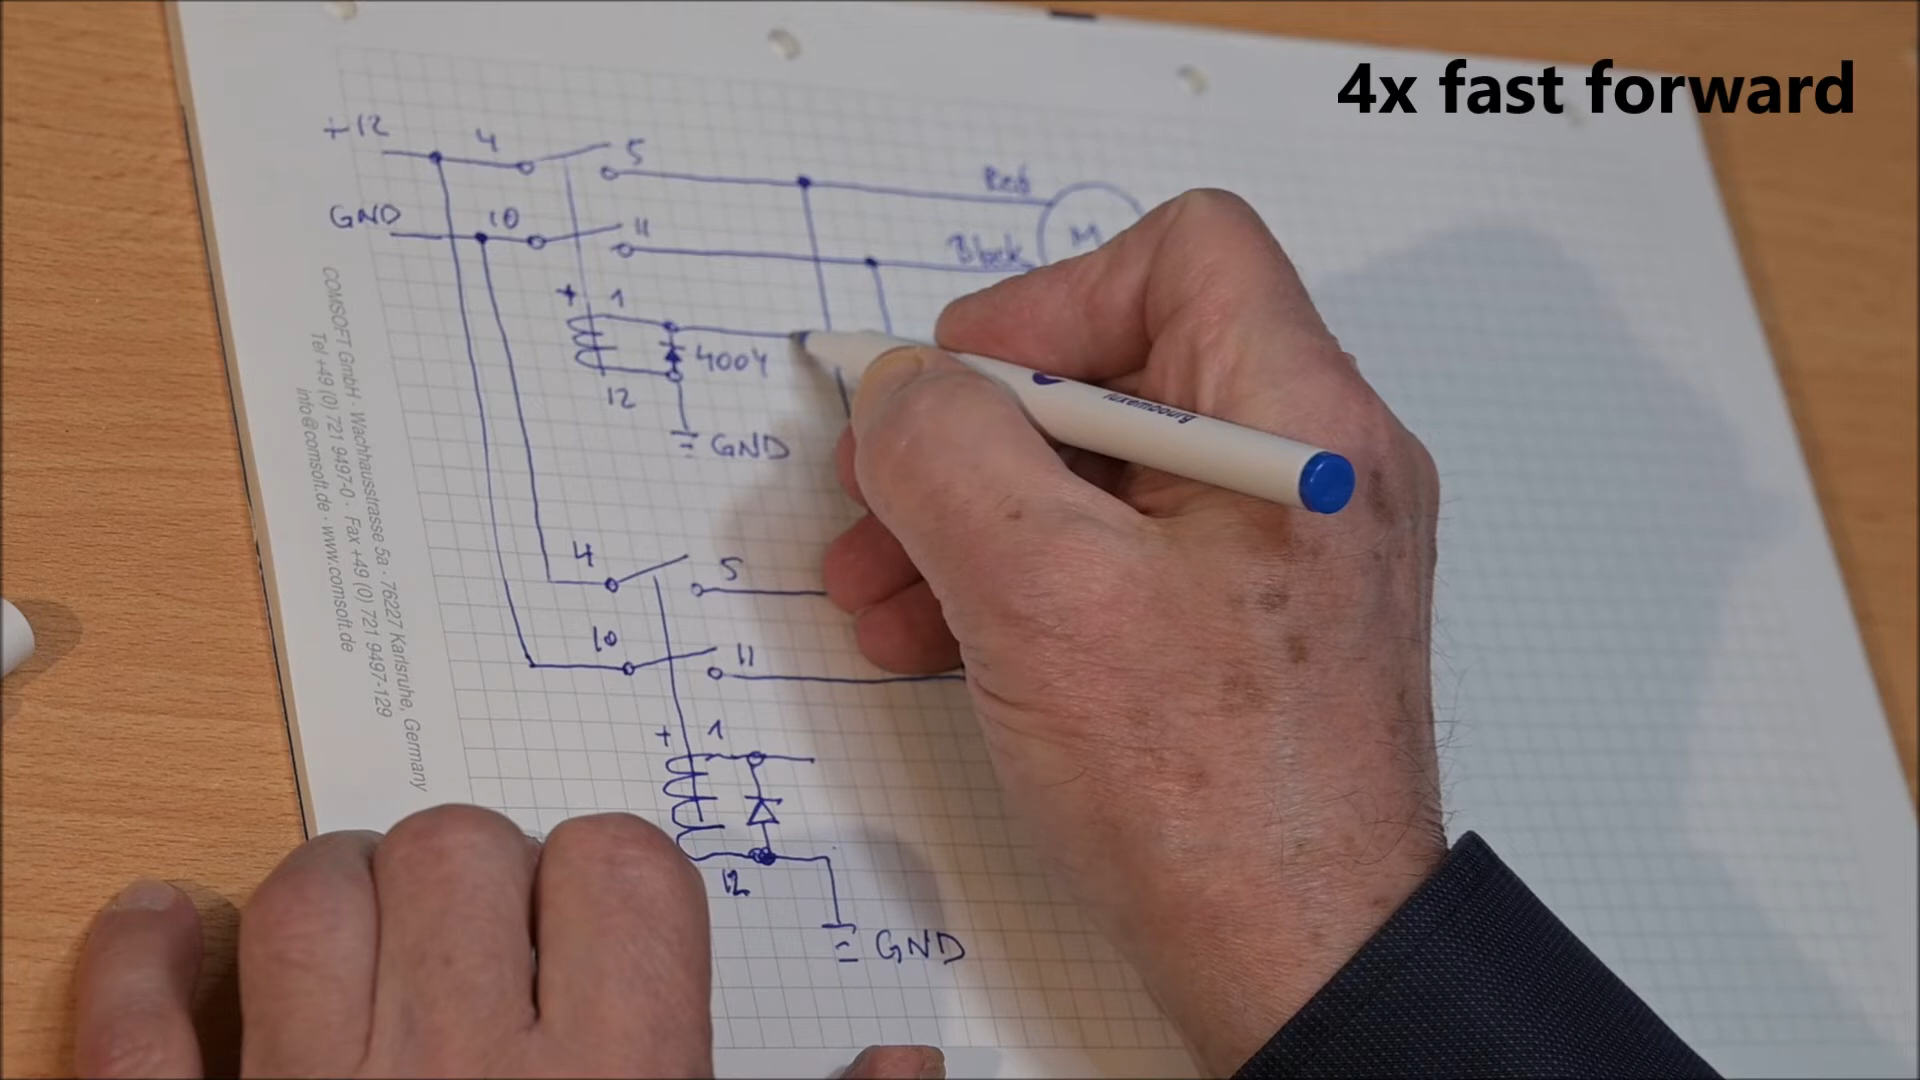 4x fast forward
+12
4
5
Red
GND
10
11
Black
M
+ 1
4004
12
GND
COMSOFT GmbH · Wachhausstrasse 5a · 76227 Karlsruhe, Germany
Tel +49 (0) 721 9497-0 · Fax +49 (0) 721 9497-129
info@comsoft.de · www.comsoft.de
4
5
10
11
+ 1
12
GND